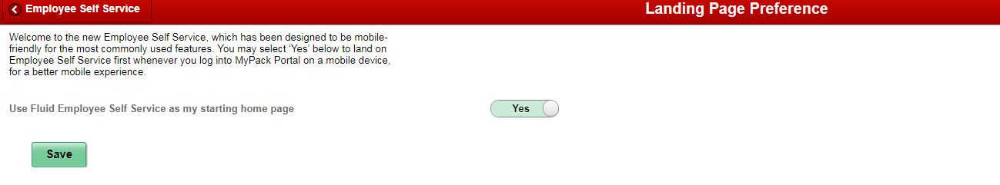 Employee Self Service
Landing Page Preference
Welcome to the new Employee Self Service, which has been designed to be mobile-
friendly for the most commonly used features. You may select ‘Yes’ below to land on
Employee Self Service first whenever you log into MyPack Portal on a mobile device,
for a better mobile experience.
Use Fluid Employee Self Service as my starting home page
Yes
Save